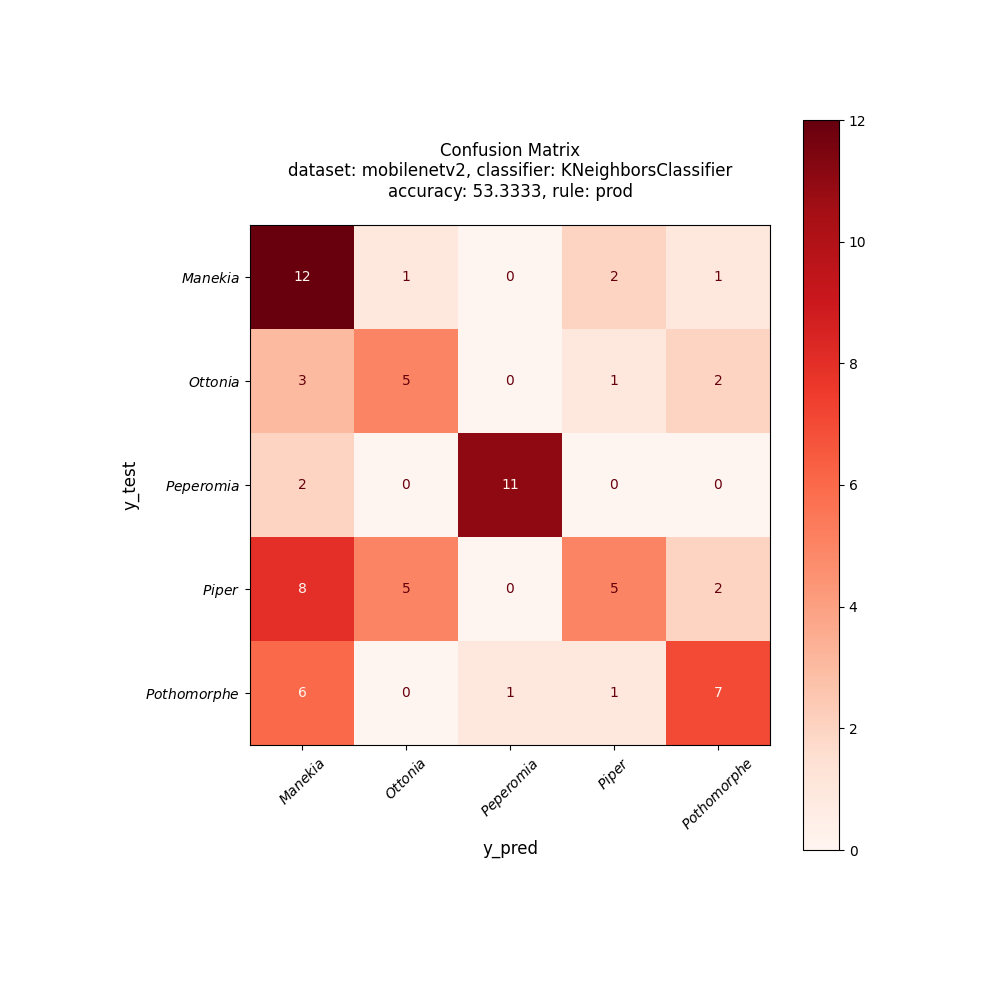 Confusion Matrix
dataset: mobilenetv2, classifier: KNeighborsClassifier
accuracy: 53.3333, rule: prod
Manekia 12 1 0 2 1
Ottonia 3 5 0 1 2
Peperomia 2 0 11 0 0
Piper 8 5 0 5 2
Pothomorphe 6 0 1 1 7
y_test
Manekia Ottonia Peperomia Piper Pothomorphe
y_pred
12
10
8
6
4
2
0